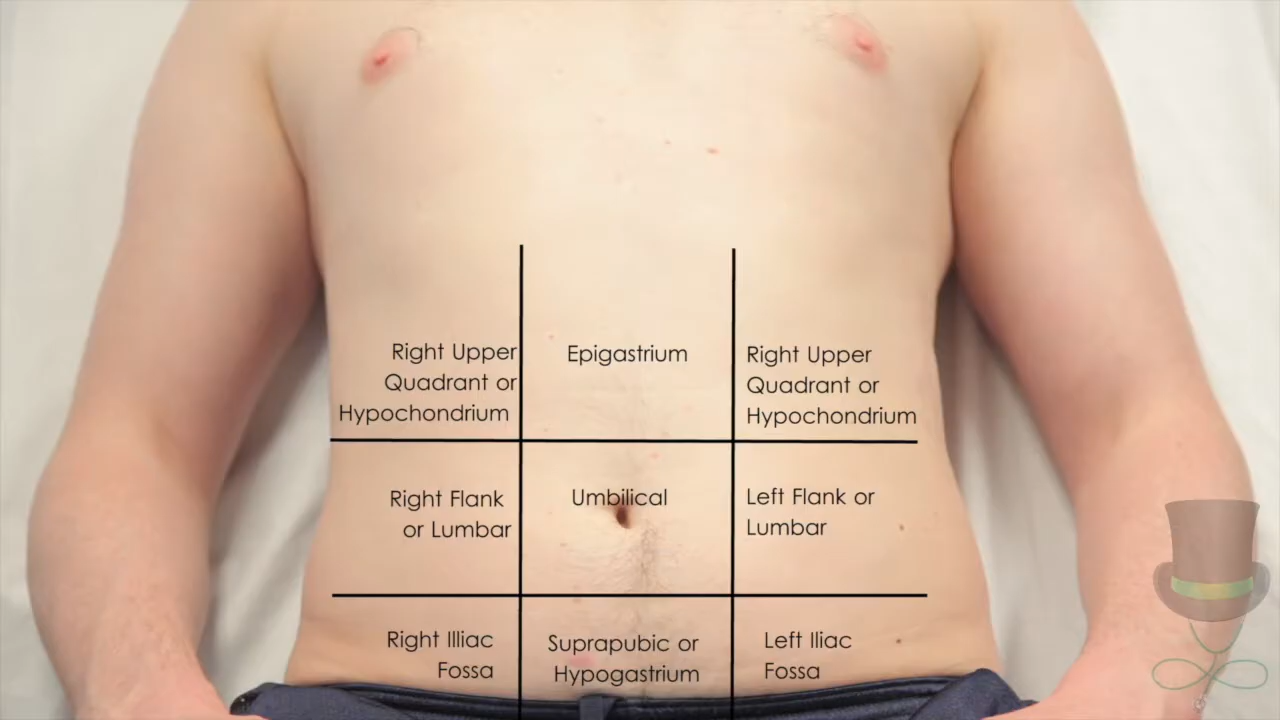 Right Upper
Quadrant or
Hypochondrium
Epigastrium
Right Upper
Quadrant or
Hypochondrium
Right Flank
or Lumbar
Umbilical
Left Flank or
Lumbar
Right Illiac
Fossa
Suprapubic or
Hypogastrium
Left Iliac
Fossa